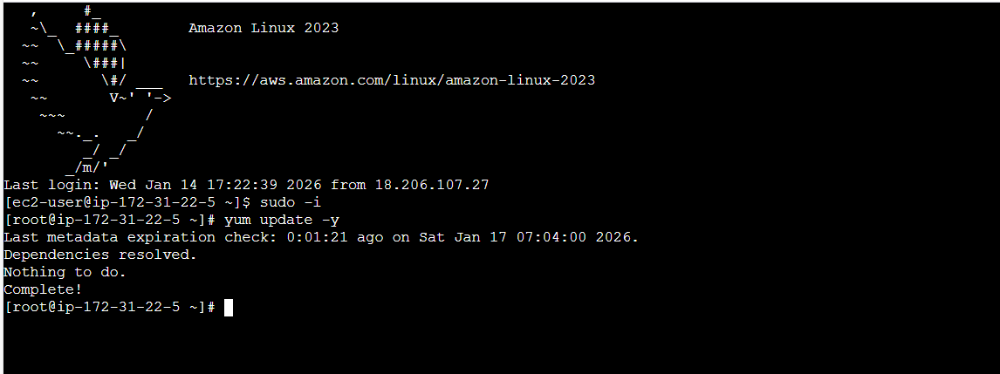 ,     #_
   ~\_  ####_        Amazon Linux 2023
  ~~  \_#####\
  ~~     \###|
  ~~       \#/ ___   https://aws.amazon.com/linux/amazon-linux-2023
   ~~       V~' '->
    ~~~         /
      ~~._.   _/
         _/ _/
       _/m/'
Last login: Wed Jan 14 17:22:39 2026 from 18.206.107.27
[ec2-user@ip-172-31-22-5 ~]$ sudo -i
[root@ip-172-31-22-5 ~]# yum update -y
Last metadata expiration check: 0:01:21 ago on Sat Jan 17 07:04:00 2026.
Dependencies resolved.
Nothing to do.
Complete!
[root@ip-172-31-22-5 ~]#